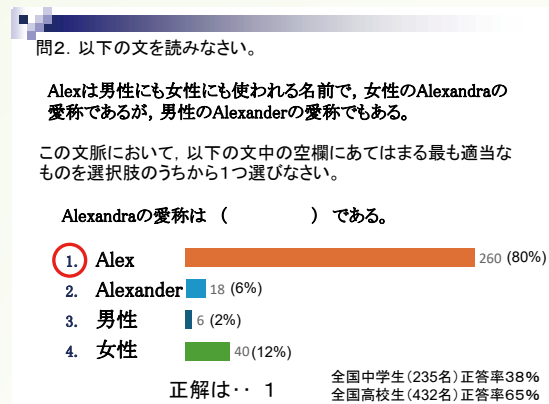 問2. 以下の文を読みなさい。
Alexは男性にも女性にも使われる名前で, 女性のAlexandraの
愛称であるが, 男性のAlexanderの愛称でもある。
この文脈において, 以下の文中の空欄にあてはまる最も適当な
ものを選択肢のうちから1つ選びなさい。
Alexandraの愛称は ( ) である。
1. Alex 260 (80%)
2. Alexander 18 (6%)
3. 男性 6 (2%)
4. 女性 40(12%)
正解は‥ 1
全国中学生(235名)正答率38%
全国高校生(432名)正答率65%